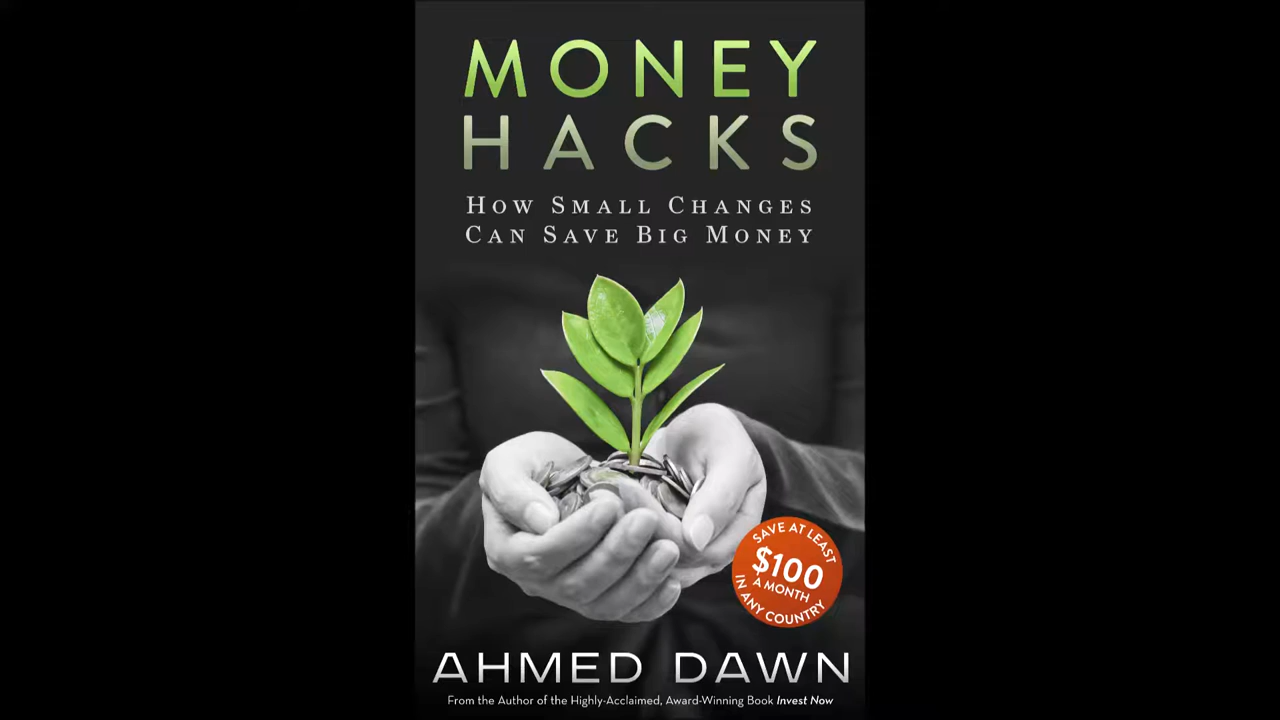 MONEY
HACKS
HOW SMALL CHANGES
CAN SAVE BIG MONEY
SAVE AT LEAST
$100
A MONTH
IN ANY COUNTRY
AHMED DAWN
From the Author of the Highly-Acclaimed, Award-Winning Book Invest Now